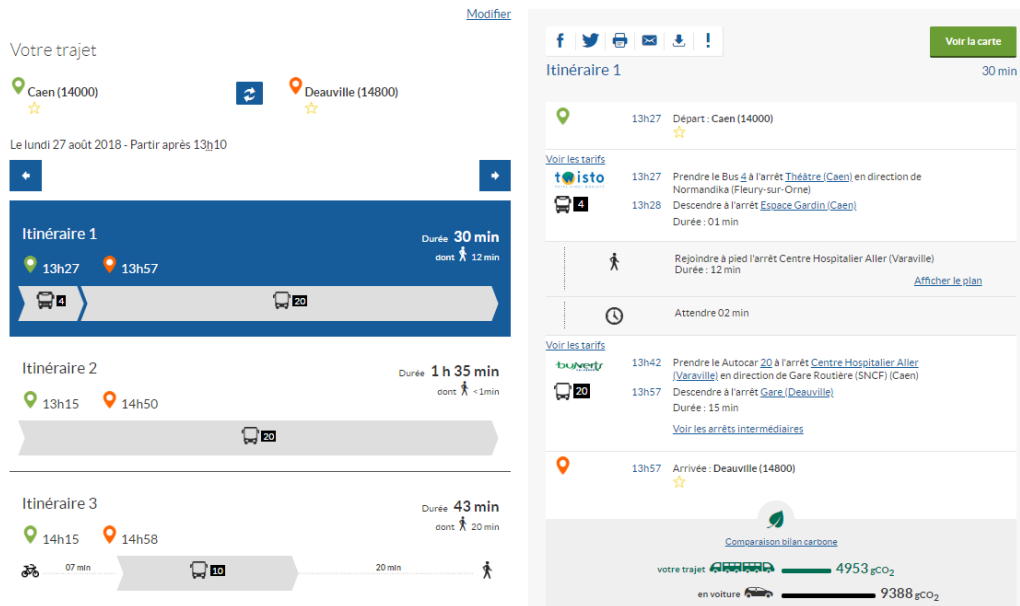 Modifier
Votre trajet
Caen (14000)
Deauville (14800)
Le lundi 27 août 2018 - Partir après 13h10
Itinéraire 1
Durée 30 min
dont 12 min
13h27
13h57
4
20
Itinéraire 2
Durée 1 h 35 min
dont <1min
13h15
14h50
20
Itinéraire 3
Durée 43 min
dont 20 min
14h15
14h58
07 min
10
20 min
Voir la carte
Itinéraire 1
30 min
13h27 Départ : Caen (14000)
Voir les tarifs
twisto
13h27 Prendre le Bus 4 à l'arrêt Théâtre (Caen) en direction de
Normandika (Fleury-sur-Orne)
4
13h28 Descendre à l'arrêt Espace Gardin (Caen)
Durée : 01 min
Rejoindre à pied l'arrêt Centre Hospitalier Aller (Varaville)
Durée : 12 min
Afficher le plan
Attendre 02 min
Voir les tarifs
busverts
13h42 Prendre le Autocar 20 à l'arrêt Centre Hospitalier Aller
(Varaville) en direction de Gare Routière (SNCF) (Caen)
20
13h57 Descendre à l'arrêt Gare (Deauville)
Durée : 15 min
Voir les arrêts intermédiaires
13h57 Arrivée : Deauville (14800)
Comparaison bilan carbone
votre trajet 4953 gCO2
en voiture 9388 gCO2